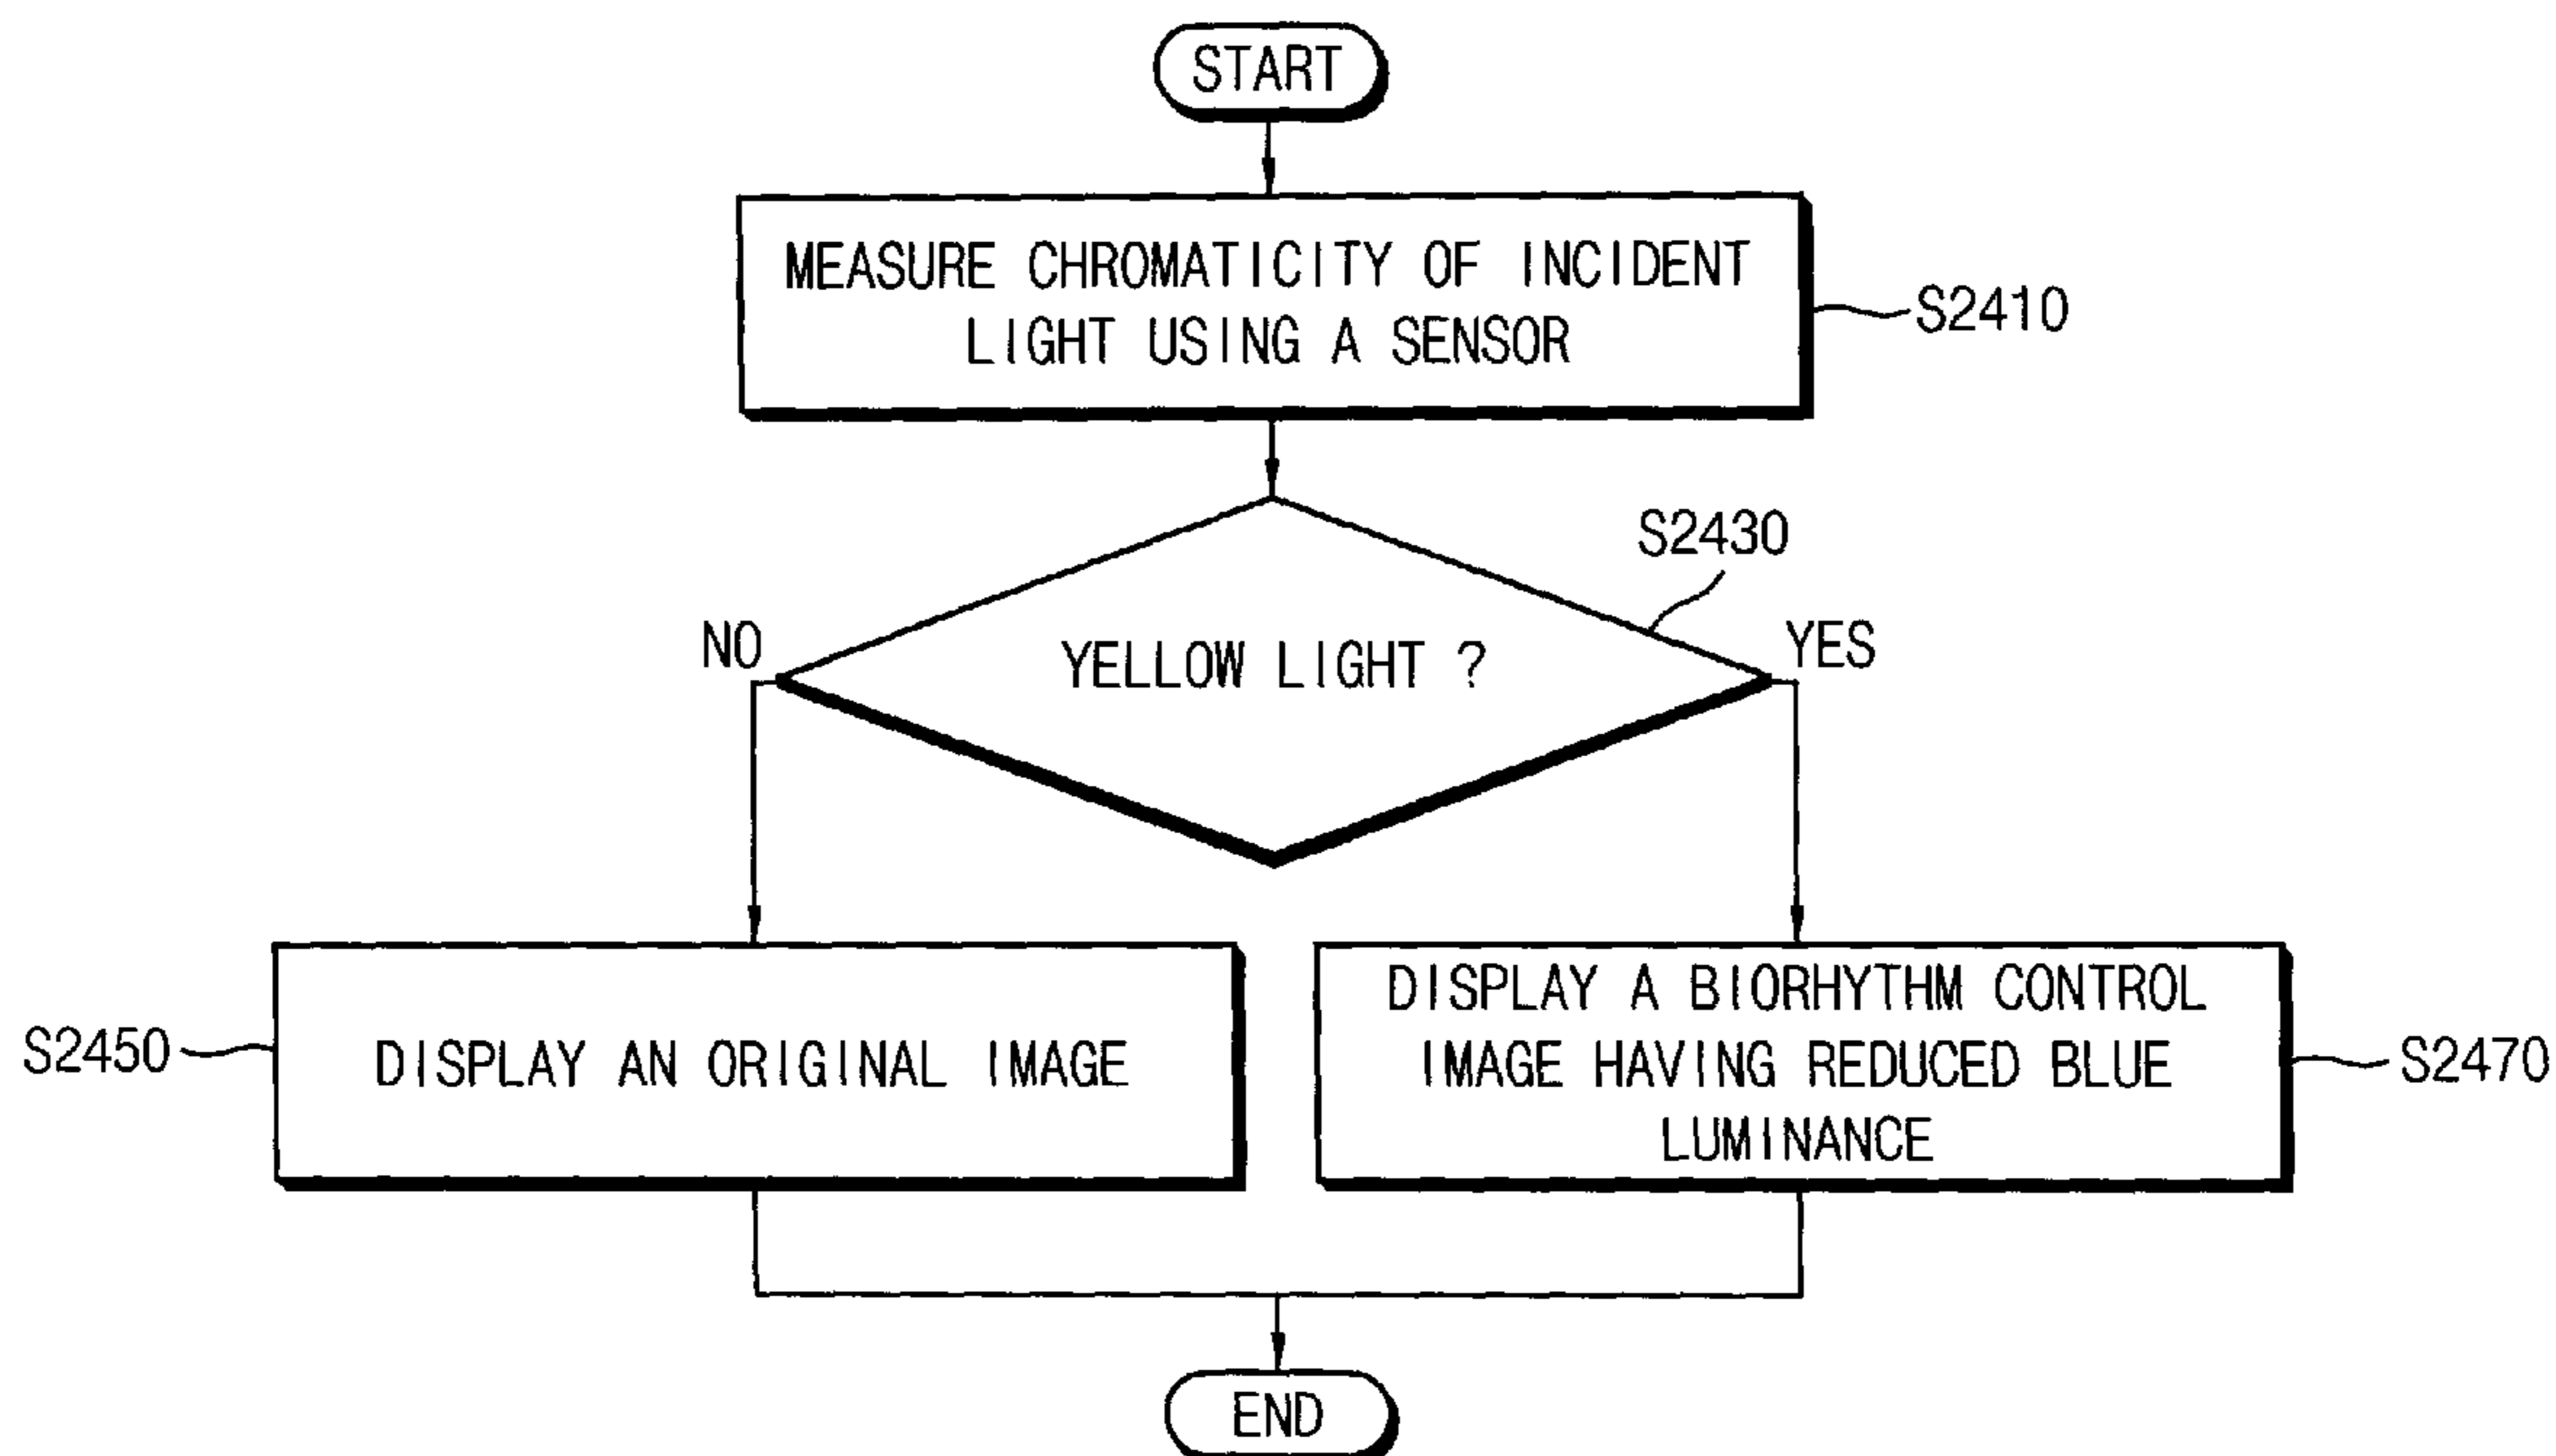 START
MEASURE CHROMATICITY OF INCIDENT
LIGHT USING A SENSOR
S2410
S2430
NO
YELLOW LIGHT ?
YES
S2450
DISPLAY AN ORIGINAL IMAGE
DISPLAY A BIORHYTHM CONTROL
IMAGE HAVING REDUCED BLUE
LUMINANCE
S2470
END